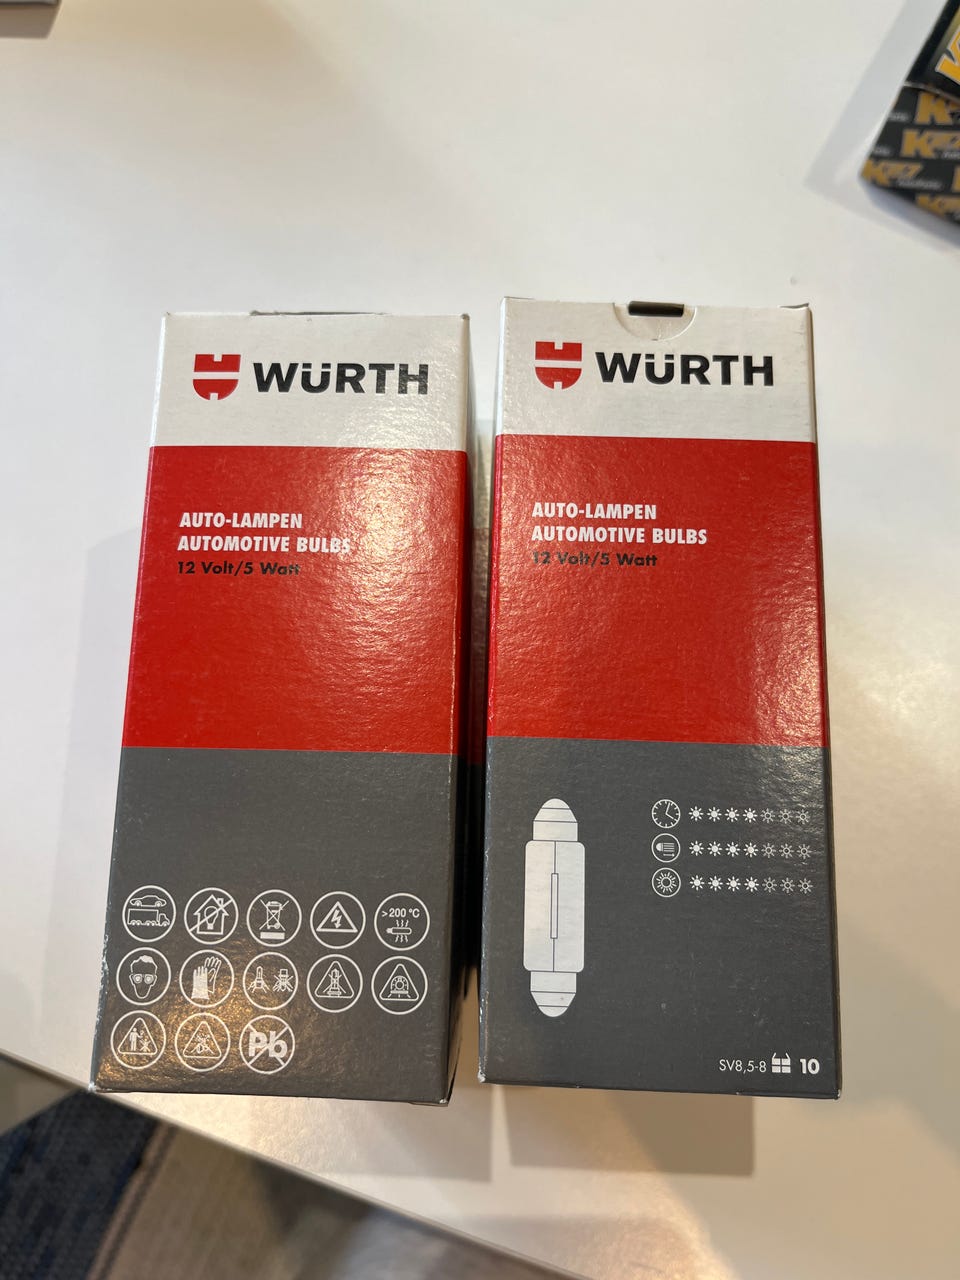 WÜRTH
AUTO-LAMPEN
AUTOMOTIVE BULBS
12 Volt/5 Watt
>200 °C
Pb
WÜRTH
AUTO-LAMPEN
AUTOMOTIVE BULBS
12 Volt/5 Watt
SV8,5-8 10